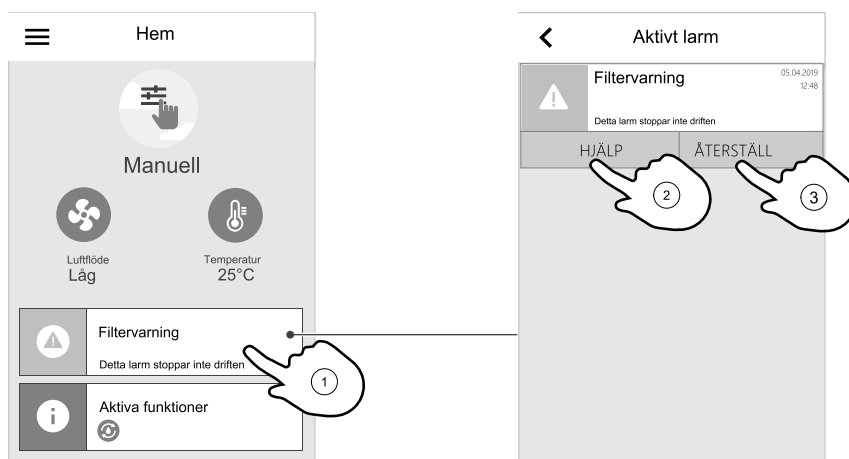 Hem
Manuell
Luftflöde
Låg
Temperatur
25°C
Filtervarning
Detta larm stoppar inte driften
1
Aktiva funktioner
Aktivt larm
Filtervarning
05.04.2019
12:48
Detta larm stoppar inte driften
HJÄLP
ÅTERSTÄLL
2
3